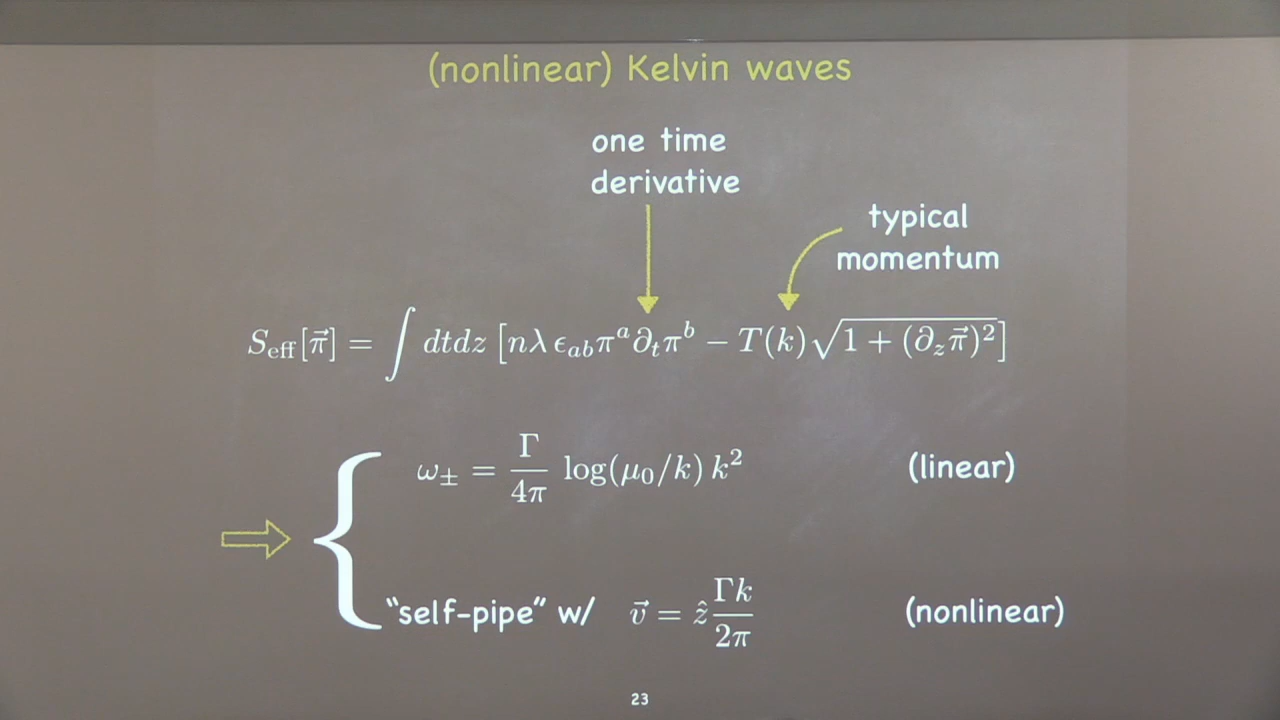 (nonlinear) Kelvin waves
one time
derivative
typical
momentum
S_eff[π⃗] = ∫ dtdz [nλ ϵ_ab π^a ∂_t π^b − T(k)√(1 + (∂_z π⃗)²)]
ω_± = Γ/4π log(μ_0/k) k² (linear)
"self-pipe" w/ v⃗ = ẑ Γk/2π (nonlinear)
23